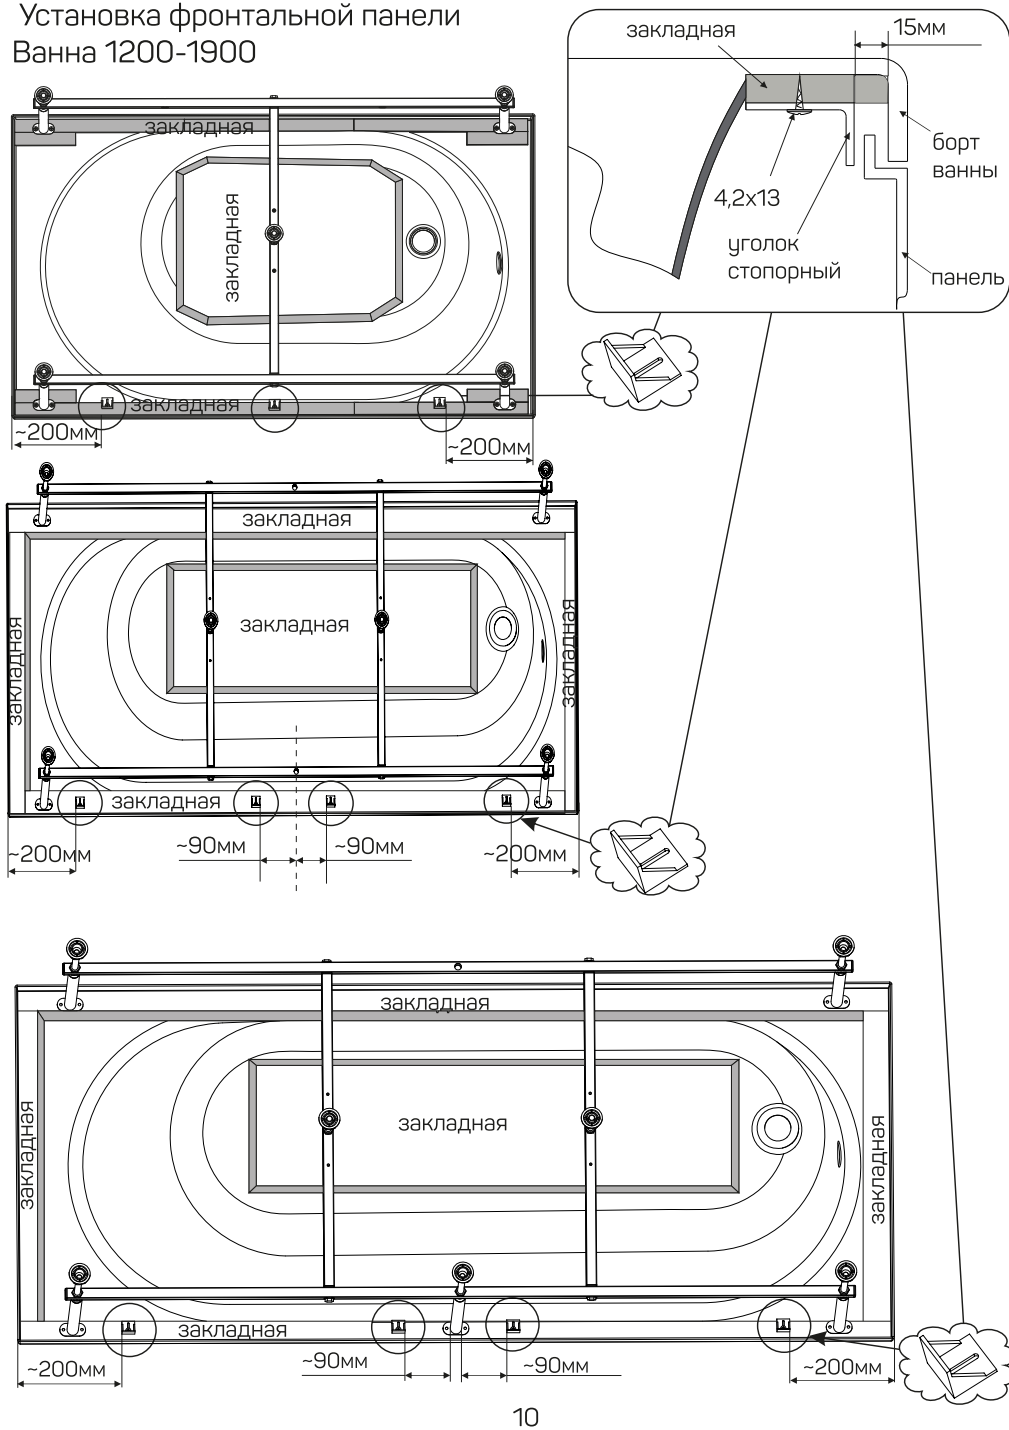 Установка фронтальной панели
Ванна 1200-1900
закладная
15мм
борт
ванны
4,2х13
уголок
стопорный
панель
закладная
закладная
закладная
~200мм
~200мм
закладная
закладная
закладная
закладная
закладная
~200мм
~90мм
~90мм
~200мм
закладная
закладная
закладная
закладная
закладная
~200мм
~90мм
~90мм
~200мм
10